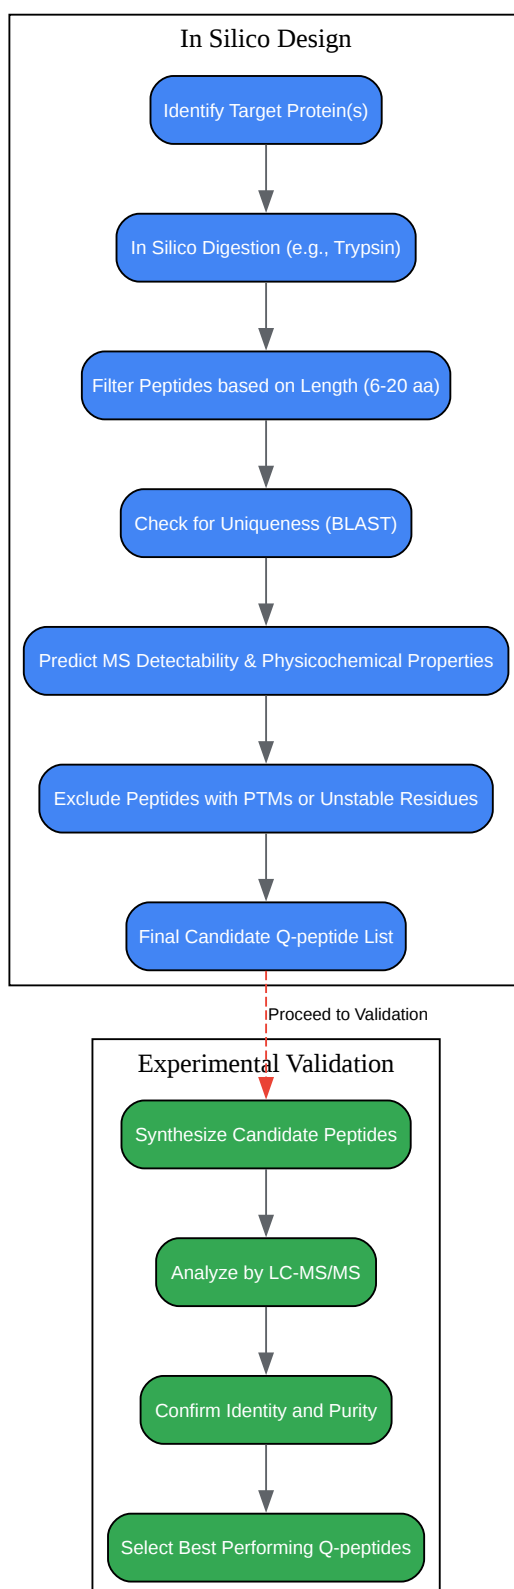 In Silico Design
Identify Target Protein(s)
In Silico Digestion (e.g., Trypsin)
Filter Peptides based on Length (6-20 aa)
Check for Uniqueness (BLAST)
Predict MS Detectability & Physicochemical Properties
Exclude Peptides with PTMs or Unstable Residues
Final Candidate Q-peptide List
Proceed to Validation
Experimental Validation
Synthesize Candidate Peptides
Analyze by LC-MS/MS
Confirm Identity and Purity
Select Best Performing Q-peptides